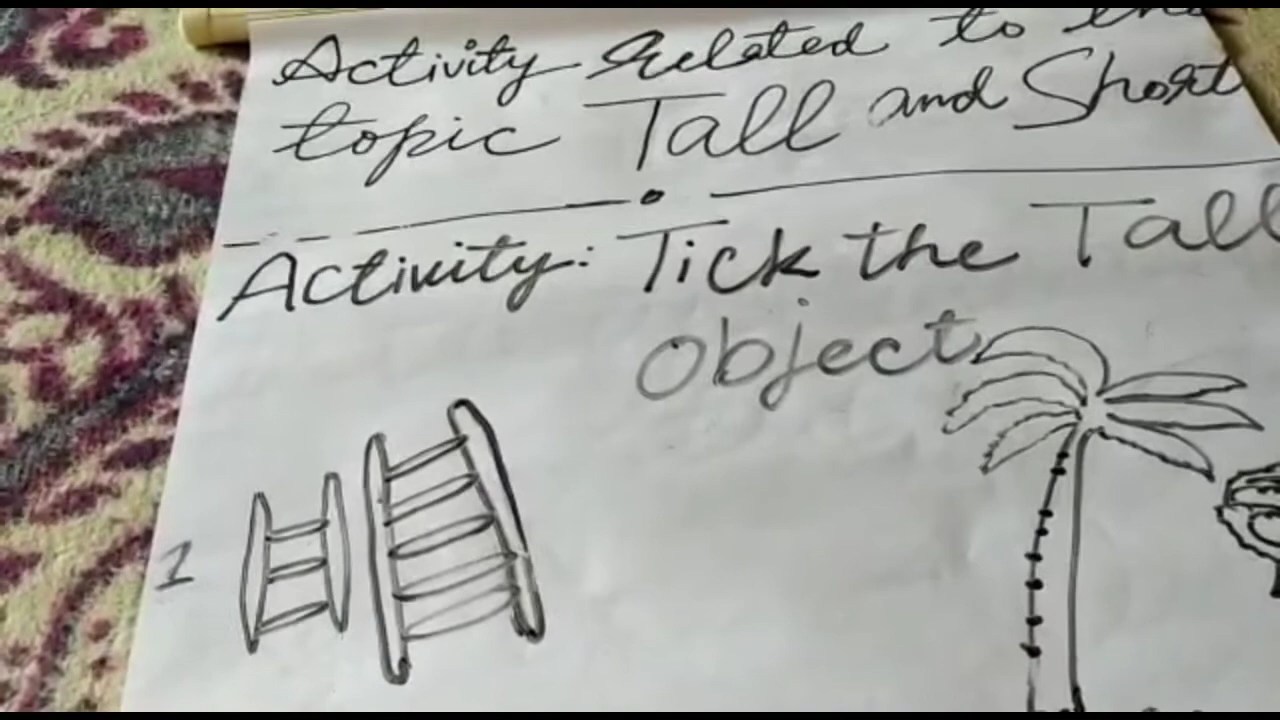 Activity Related to the
topic Tall and Short
Activity: Tick the Tall
object
1